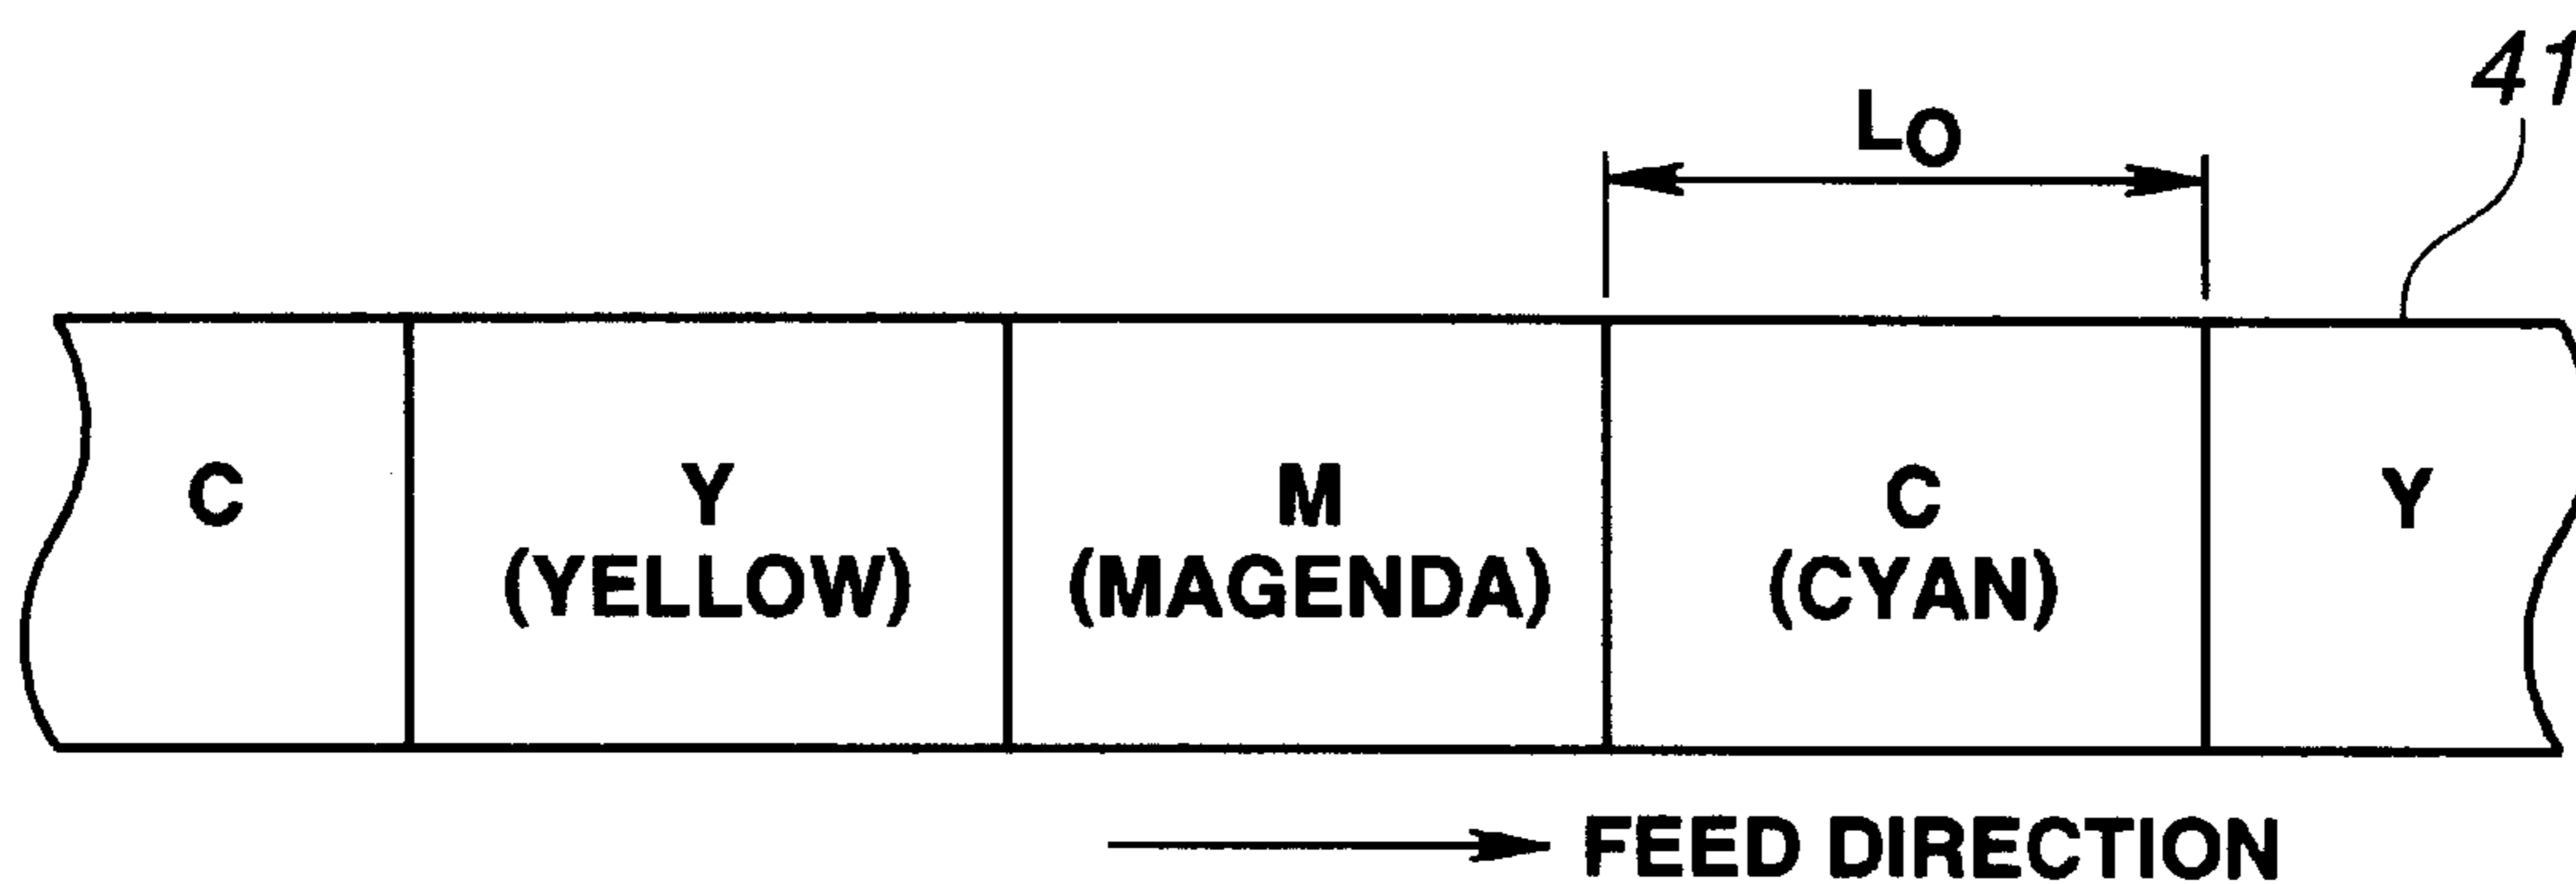 41
LO
C Y M C Y
(YELLOW) (MAGENDA) (CYAN)
FEED DIRECTION